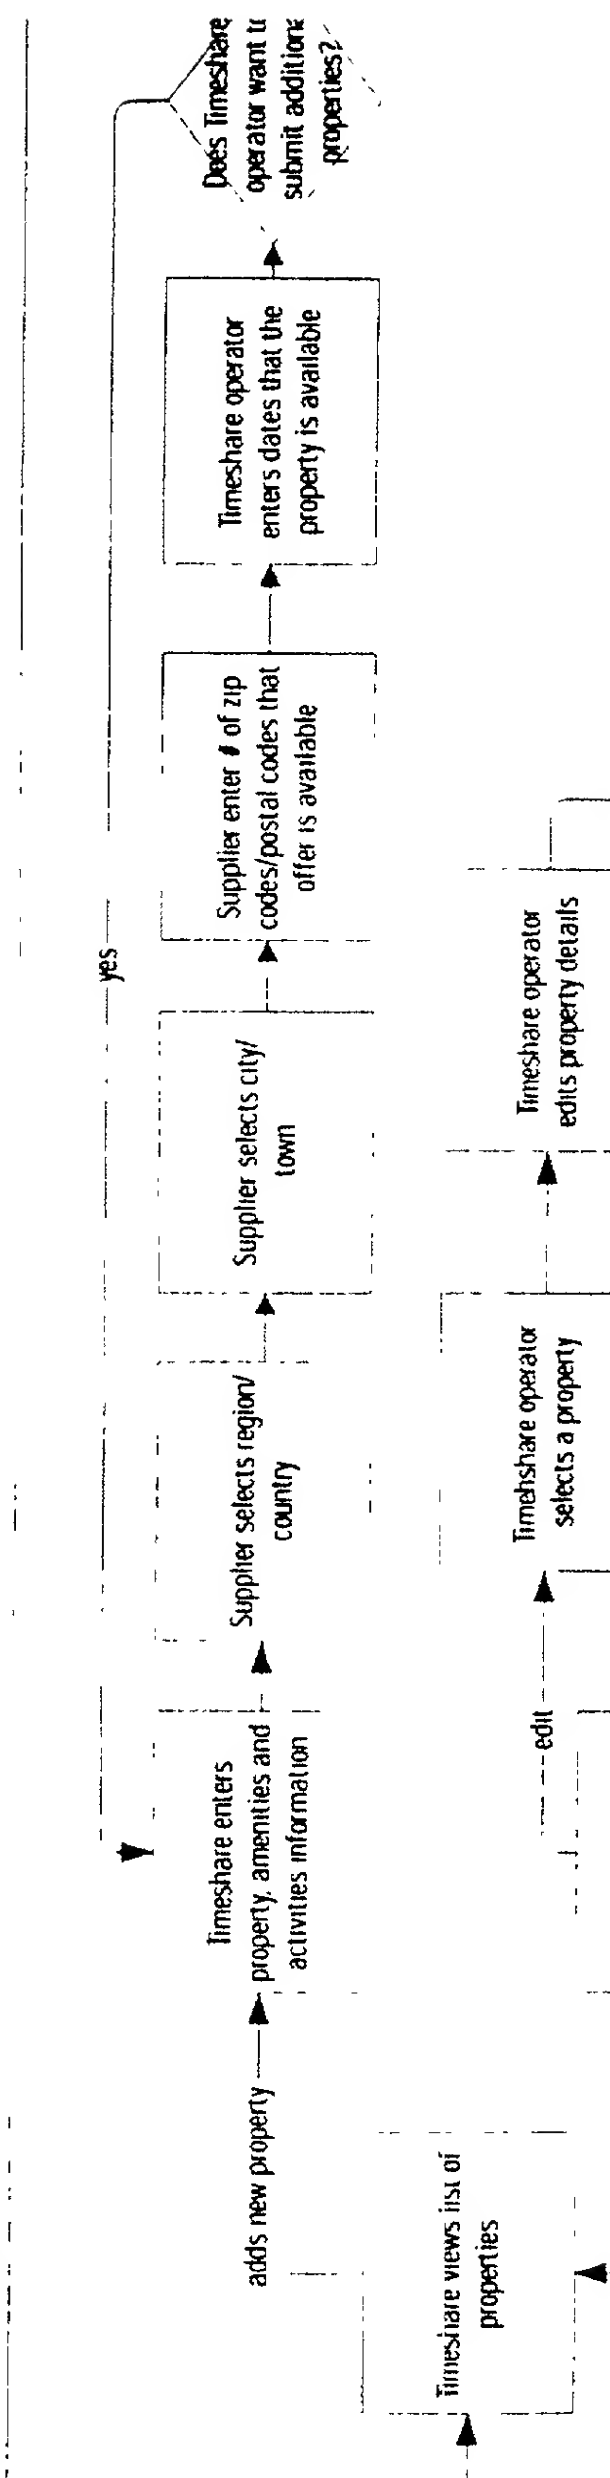 yes
adds new property
Timeshare enters
property, amenities and
activities information
Supplier selects region/
country
Supplier selects city/
town
Supplier enter # of zip
codes/postal codes that
offer is available
Timeshare operator
enters dates that the
property is available
Does Timeshare
operator want t
submit additiona
properties?
Timeshare views list of
properties
edit
Timehshare operator
selects a property
Timeshare operator
edits property details